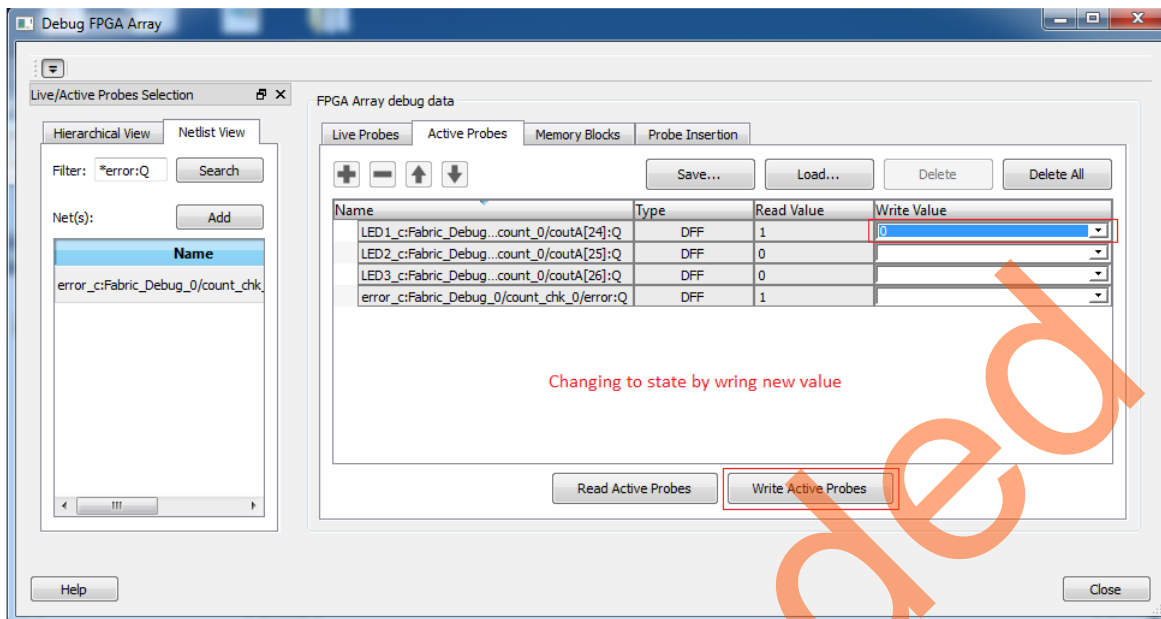 Debug FPGA Array
Live/Active Probes Selection
FPGA Array debug data
Hierarchical View Netlist View
Live Probes Active Probes Memory Blocks Probe Insertion
Filter: *error:Q Search
Save... Load... Delete Delete All
Net(s): Add
Name Type Read Value Write Value
LED1_c:Fabric_Debug...count_0/coutA[24]:Q DFF 1 0
LED2_c:Fabric_Debug...count_0/coutA[25]:Q DFF 0
LED3_c:Fabric_Debug...count_0/coutA[26]:Q DFF 0
error_c:Fabric_Debug_0/count_chk_0/error:Q DFF 1
Name
error_c:Fabric_Debug_0/count_chk_
Changing to state by wring new value
Read Active Probes Write Active Probes
Help Close
ded